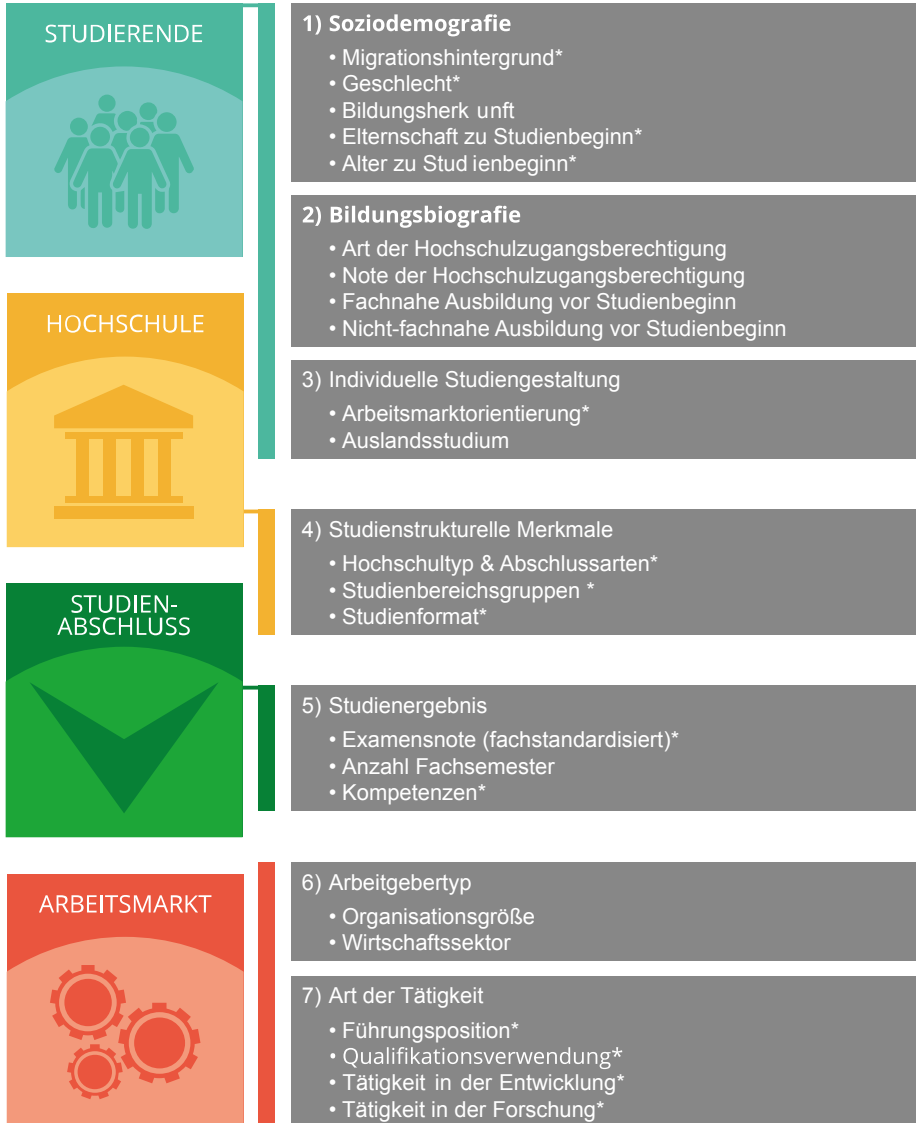 STUDIERENDE
1) Soziodemografie
• Migrationshintergrund*
• Geschlecht*
• Bildungsherk unft
• Elternschaft zu Studienbeginn*
• Alter zu Stud ienbeginn*
2) Bildungsbiografie
• Art der Hochschulzugangsberechtigung
• Note der Hochschulzugangsberechtigung
• Fachnahe Ausbildung vor Studienbeginn
• Nicht-fachnahe Ausbildung vor Studienbeginn
HOCHSCHULE
3) Individuelle Studiengestaltung
• Arbeitsmarktorientierung*
• Auslandsstudium
4) Studienstrukturelle Merkmale
• Hochschultyp & Abschlussarten*
• Studienbereichsgruppen *
• Studienformat*
STUDIEN-
ABSCHLUSS
5) Studienergebnis
• Examensnote (fachstandardisiert)*
• Anzahl Fachsemester
• Kompetenzen*
ARBEITSMARKT
6) Arbeitgebertyp
• Organisationsgröße
• Wirtschaftssektor
7) Art der Tätigkeit
• Führungsposition*
• Qualifikationsverwendung*
• Tätigkeit in der Entwicklung*
• Tätigkeit in der Forschung*